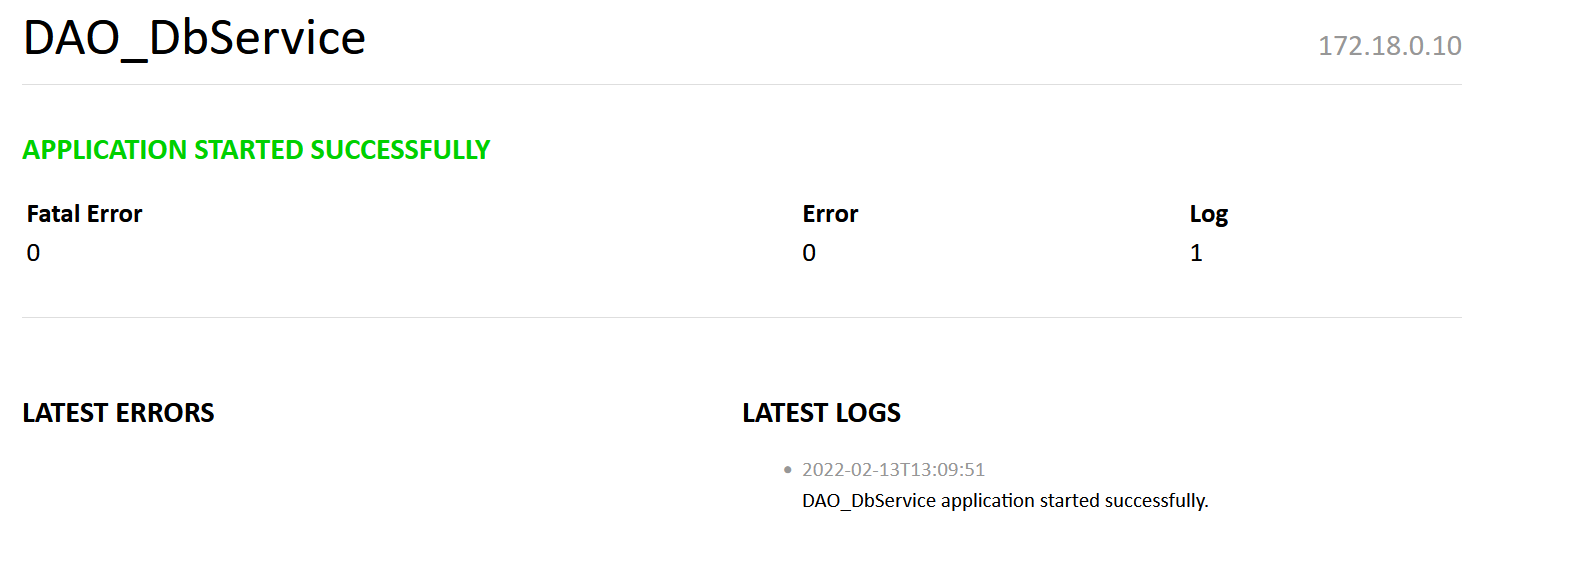 DAO_DbService
172.18.0.10
APPLICATION STARTED SUCCESSFULLY
Fatal Error
Error
Log
0
0
1
LATEST ERRORS
LATEST LOGS
2022-02-13T13:09:51
DAO_DbService application started successfully.